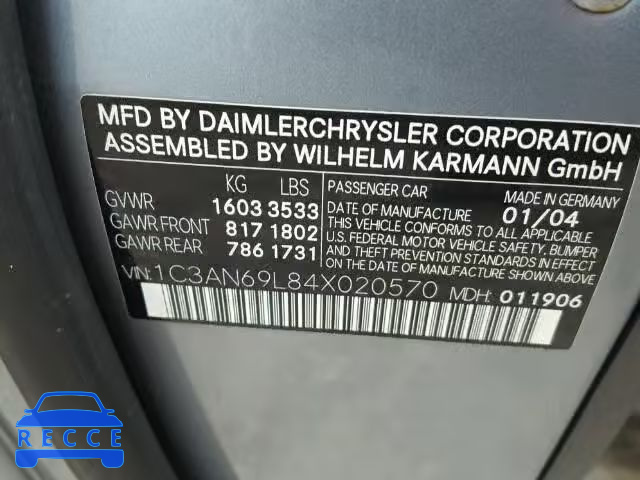 MFD BY DAIMLERCHRYSLER CORPORATION
ASSEMBLED BY WILHELM KARMANN GmbH
KG LBS
GVWR 1603 3533
GAWR FRONT 817 1802
GAWR REAR 786 1731
PASSENGER CAR MADE IN GERMANY
DATE OF MANUFACTURE 01/04
THIS VEHICLE CONFORMS TO ALL APPLICABLE
U.S. FEDERAL MOTOR VEHICLE SAFETY, BUMPER
AND THEFT PREVENTION STANDARDS IN EFFECT
ON THE DATE OF MANUFACTURE SHOWN ABOVE.
VIN: 1C3AN69L84X020570 MDH: 011906
RECCE